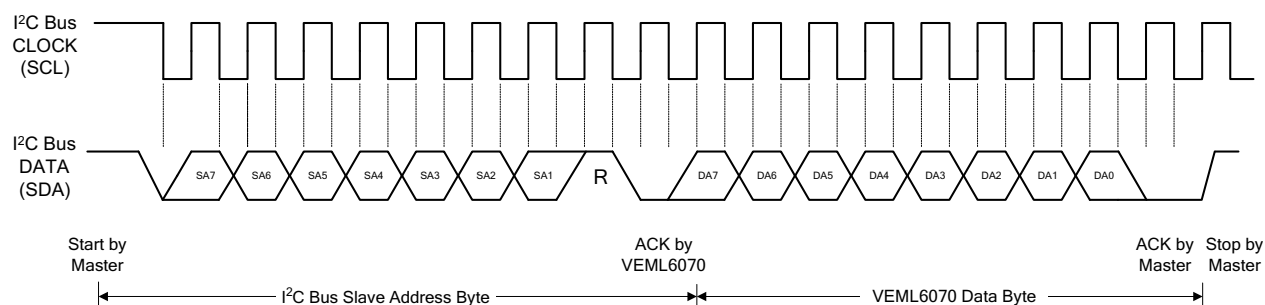 I²C Bus
CLOCK
(SCL)
I²C Bus
DATA
(SDA)
SA7 SA6 SA5 SA4 SA3 SA2 SA1 R DA7 DA6 DA5 DA4 DA3 DA2 DA1 DA0
Start by
Master
ACK by
VEML6070
ACK by
Master
Stop by
Master
I²C Bus Slave Address Byte
VEML6070 Data Byte